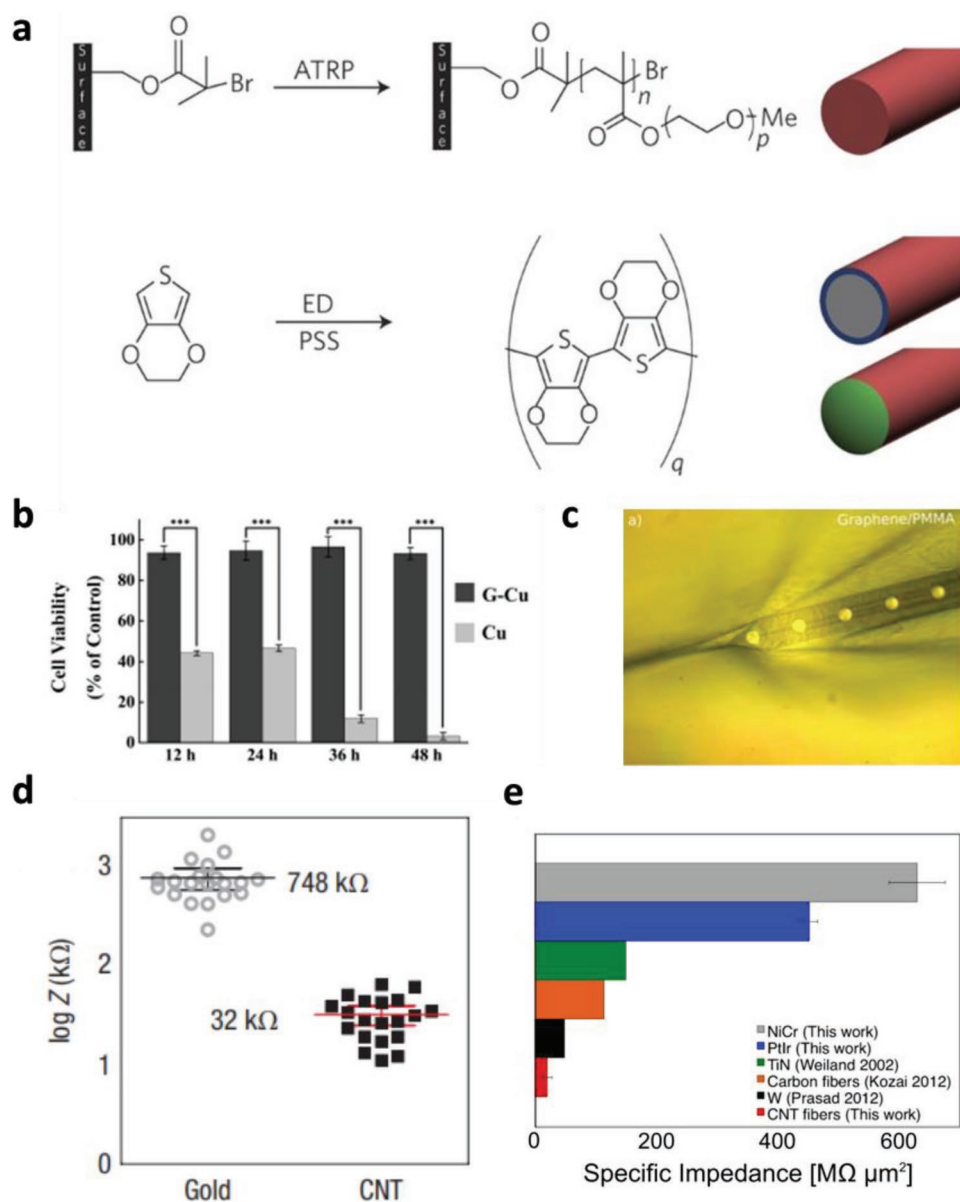 a
Surface
O
O
Br
ATRP
Surface
O
O
Br
n
O
O
O
Me
p
S
O
O
ED
PSS
O
O
S
S
O
O
q
b
Cell Viability
(% of Control)
100
80
60
40
20
0
***
***
***
***
G-Cu
Cu
12 h
24 h
36 h
48 h
c
a)
Graphene/PMMA
d
log Z (kΩ)
3
2
1
0
748 kΩ
32 kΩ
Gold
CNT
e
NiCr (This work)
PtIr (This work)
TiN (Weiland 2002)
Carbon fibers (Kozai 2012)
W (Prasad 2012)
CNT fibers (This work)
0
200
400
600
Specific Impedance [MΩ μm²]